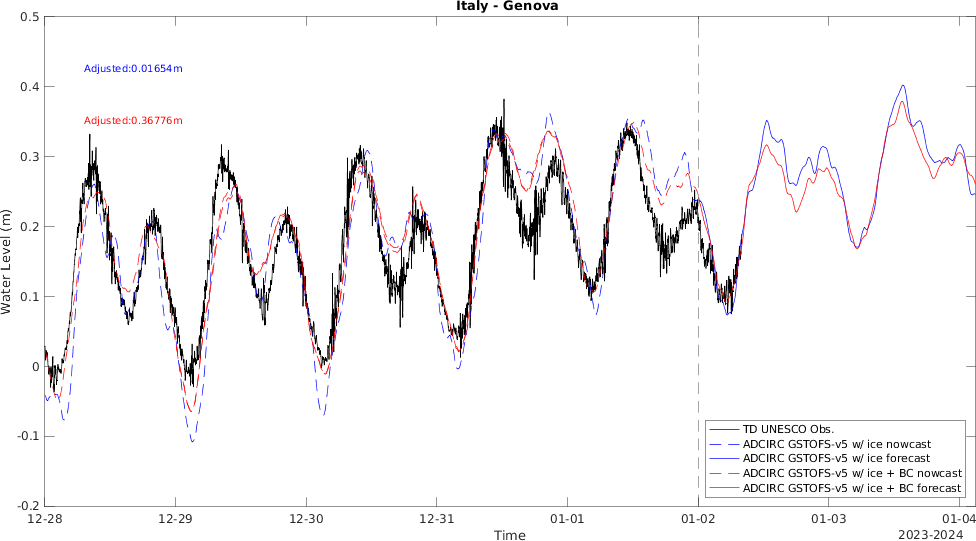 Italy - Genova
0.5
0.4
0.3
0.2
0.1
0
-0.1
-0.2
Water Level (m)
Adjusted:0.01654m
Adjusted:0.36776m
TD UNESCO Obs.
ADCIRC GSTOFS-v5 w/ ice nowcast
ADCIRC GSTOFS-v5 w/ ice forecast
ADCIRC GSTOFS-v5 w/ ice + BC nowcast
ADCIRC GSTOFS-v5 w/ ice + BC forecast
12-28 12-29 12-30 12-31 01-01 01-02 01-03 01-04
Time
2023-2024